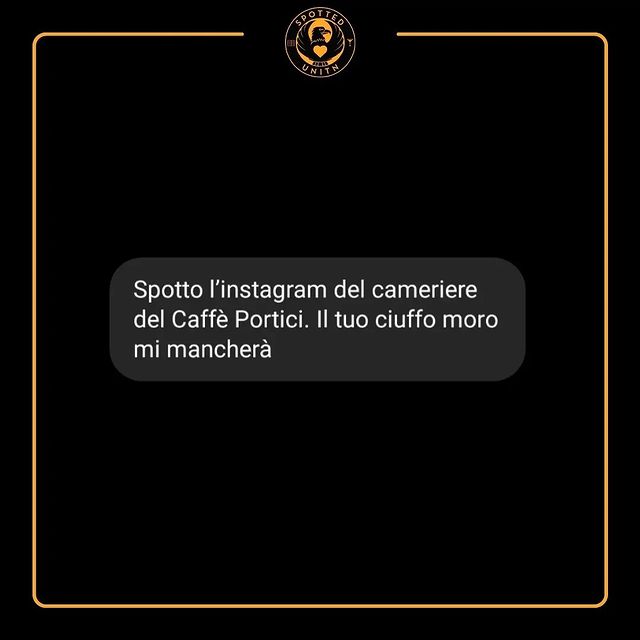 SPOTTED
UNITN
Spotto l’instagram del cameriere
del Caffè Portici. Il tuo ciuffo moro
mi mancherà